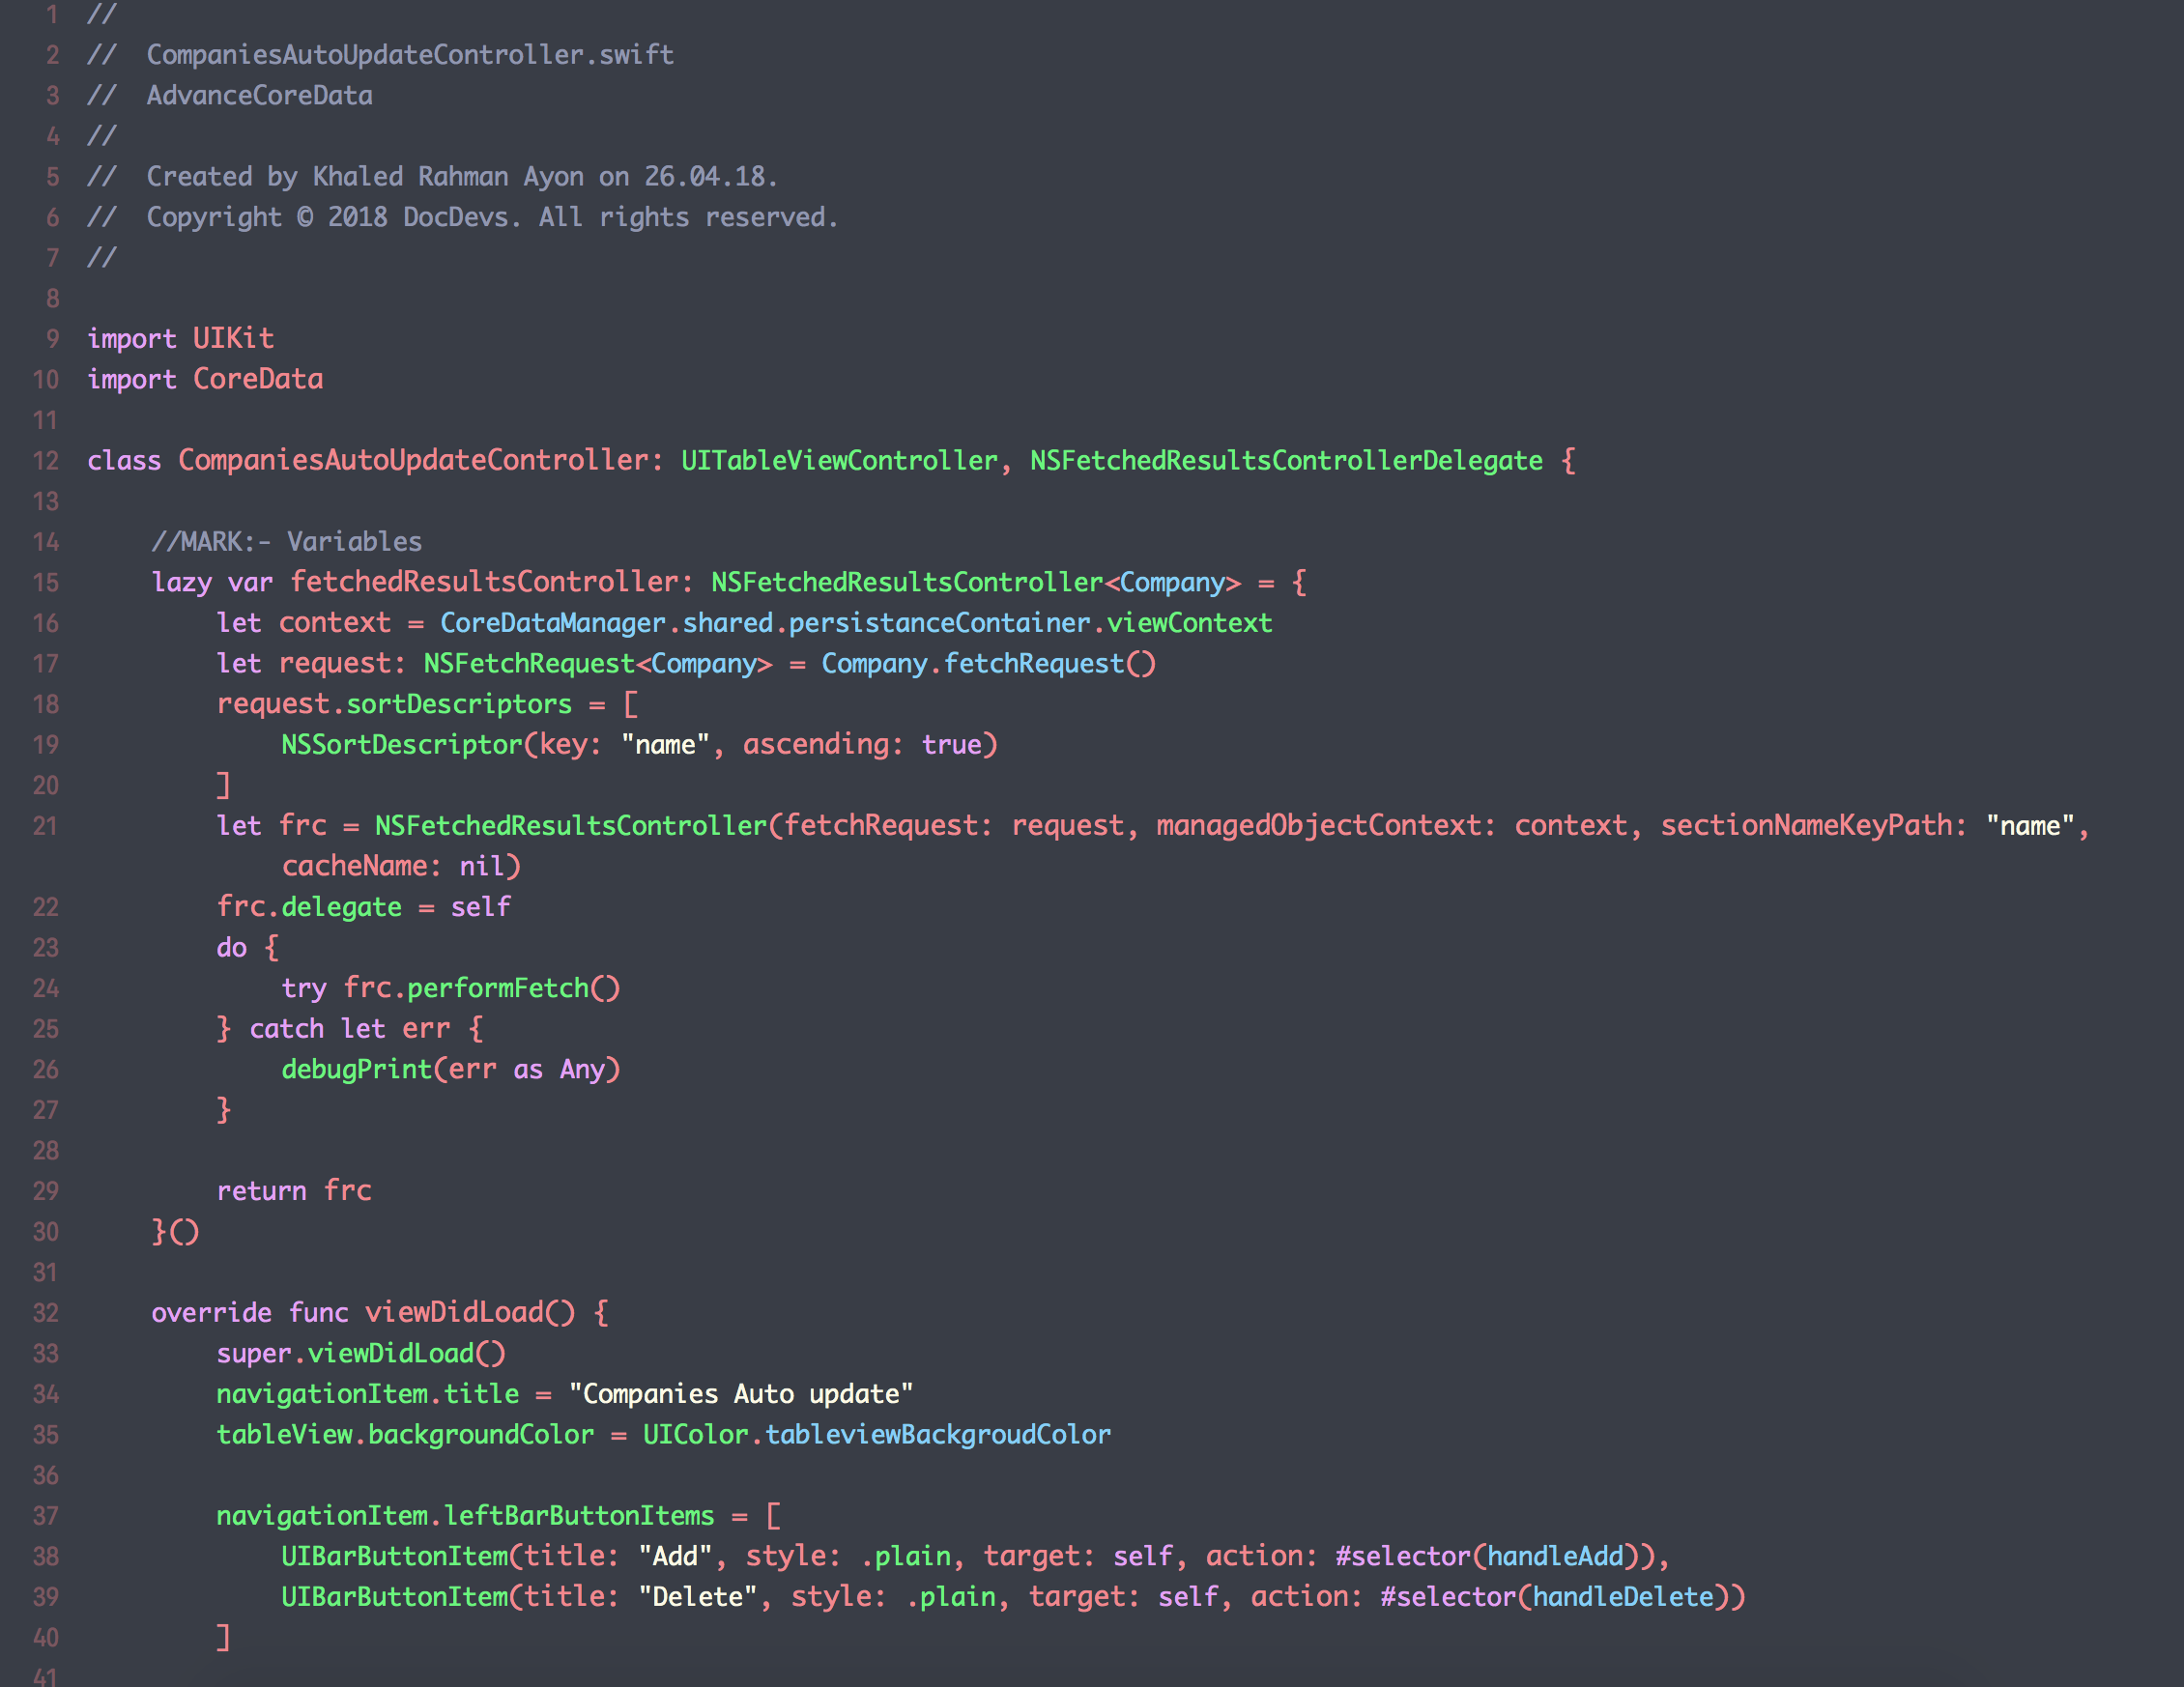 1 //
2 //  CompaniesAutoUpdateController.swift
3 //  AdvanceCoreData
4 //
5 //  Created by Khaled Rahman Ayon on 26.04.18.
6 //  Copyright © 2018 DocDevs. All rights reserved.
7 //
8
9 import UIKit
10 import CoreData
11
12 class CompaniesAutoUpdateController: UITableViewController, NSFetchedResultsControllerDelegate {
13
14     //MARK:- Variables
15     lazy var fetchedResultsController: NSFetchedResultsController<Company> = {
16         let context = CoreDataManager.shared.persistanceContainer.viewContext
17         let request: NSFetchRequest<Company> = Company.fetchRequest()
18         request.sortDescriptors = [
19             NSSortDescriptor(key: "name", ascending: true)
20         ]
21         let frc = NSFetchedResultsController(fetchRequest: request, managedObjectContext: context, sectionNameKeyPath: "name",
            cacheName: nil)
22         frc.delegate = self
23         do {
24             try frc.performFetch()
25         } catch let err {
26             debugPrint(err as Any)
27         }
28
29         return frc
30     }()
31
32     override func viewDidLoad() {
33         super.viewDidLoad()
34         navigationItem.title = "Companies Auto update"
35         tableView.backgroundColor = UIColor.tableviewBackgroudColor
36
37         navigationItem.leftBarButtonItems = [
38             UIBarButtonItem(title: "Add", style: .plain, target: self, action: #selector(handleAdd)),
39             UIBarButtonItem(title: "Delete", style: .plain, target: self, action: #selector(handleDelete))
40         ]
41